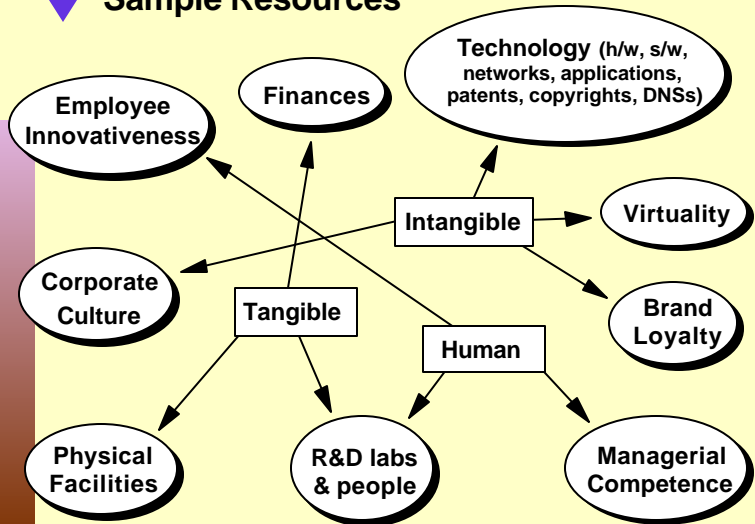 Sample Resources
Technology (h/w, s/w,
networks, applications,
patents, copyrights, DNSs)
Finances
Employee
Innovativeness
Intangible
Virtuality
Corporate
Culture
Tangible
Brand
Loyalty
Human
Physical
Facilities
R&D labs
& people
Managerial
Competence